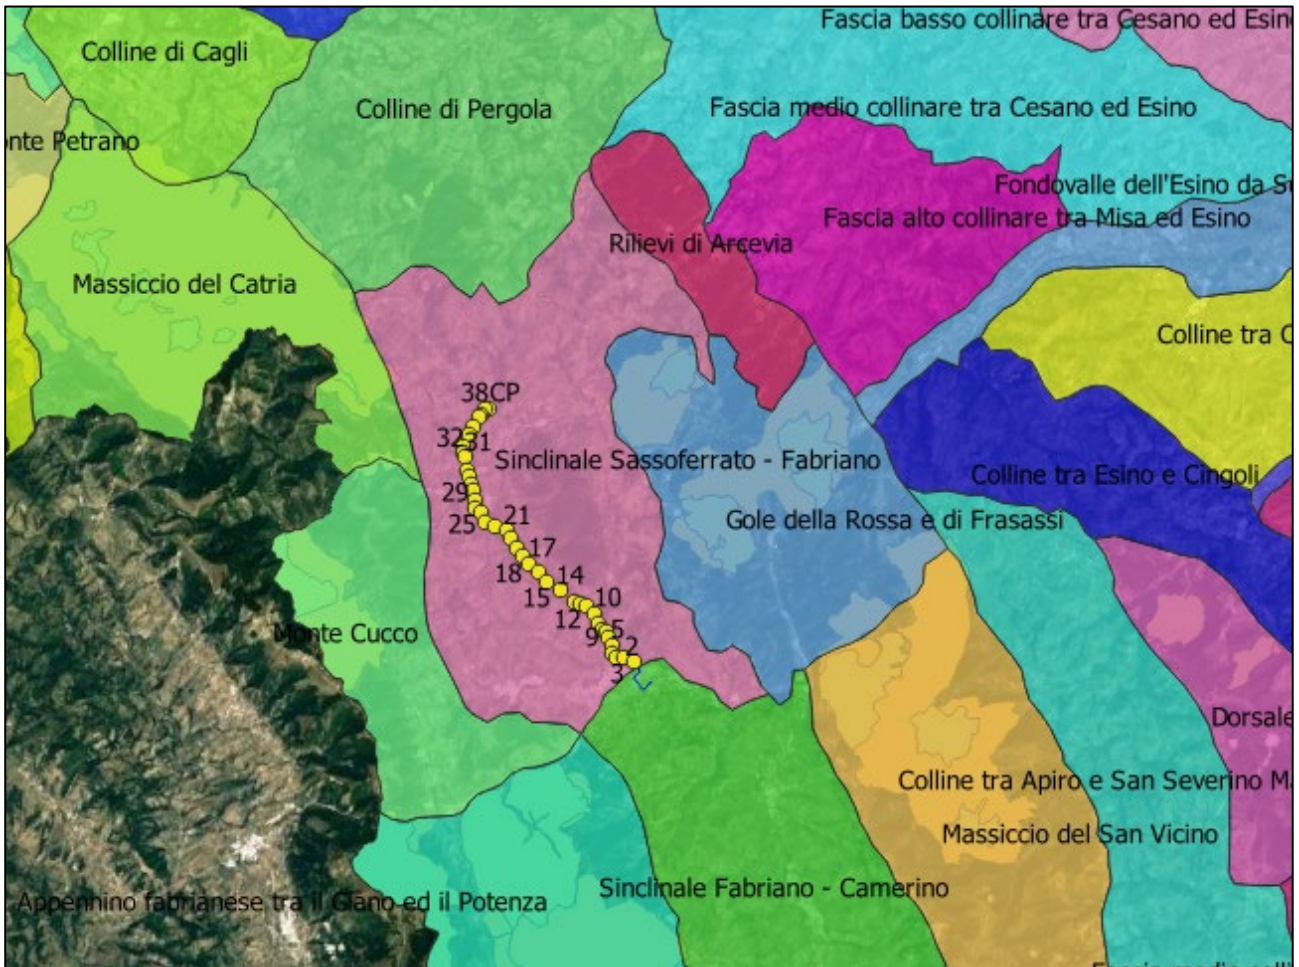 Fascia basso collinare tra Cesano ed Esin
Colline di Cagli
Colline di Pergola
Fascia medio collinare tra Cesano ed Esino
nte Petrano
Fondovalle dell'Esino da S
Fascia alto collinare tra Misa ed Esino
Rilievi di Arcevia
Massiccio del Catria
Colline tra C
38CP
32
31
Sinclinale Sassoferrato - Fabriano
Colline tra Esino e Cingoli
29
25
21
Gole della Rossa e di Frasassi
17
18
14
15
10
12
5
9
2
3
Monte Cucco
Dorsale
Colline tra Apiro e San Severino M
Massiccio del San Vicino
Sinclinale Fabriano - Camerino
Appennino fabrianese tra il Giano ed il Potenza